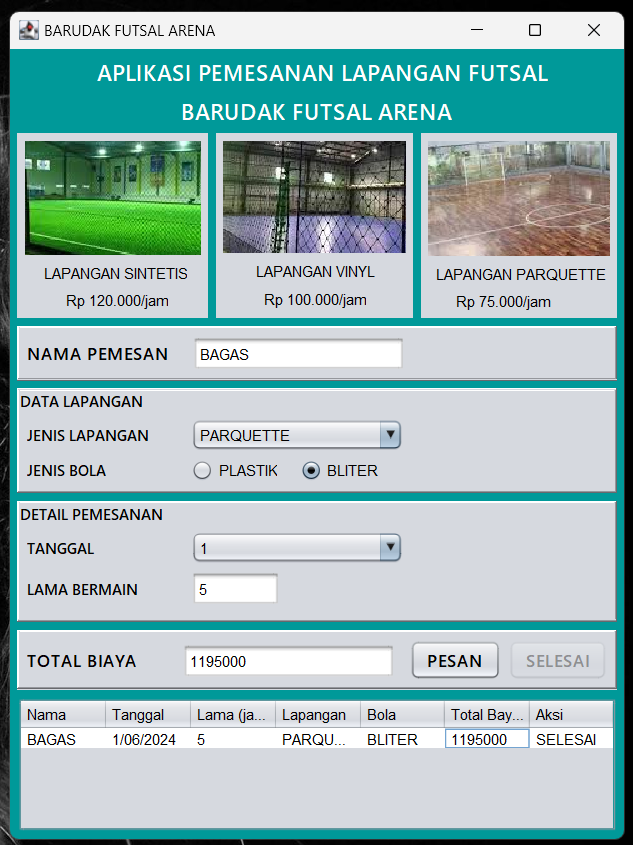 BARUDAK FUTSAL ARENA
APLIKASI PEMESANAN LAPANGAN FUTSAL
BARUDAK FUTSAL ARENA
LAPANGAN SINTETIS
Rp 120.000/jam
LAPANGAN VINYL
Rp 100.000/jam
LAPANGAN PARQUETTE
Rp 75.000/jam
NAMA PEMESAN BAGAS
DATA LAPANGAN
JENIS LAPANGAN PARQUETTE
JENIS BOLA PLASTIK BLITER
DETAIL PEMESANAN
TANGGAL 1
LAMA BERMAIN 5
TOTAL BIAYA 1195000 PESAN SELESAI
Nama Tanggal Lama (ja... Lapangan Bola Total Bay... Aksi
BAGAS 1/06/2024 5 PARQU... BLITER 1195000 SELESAI